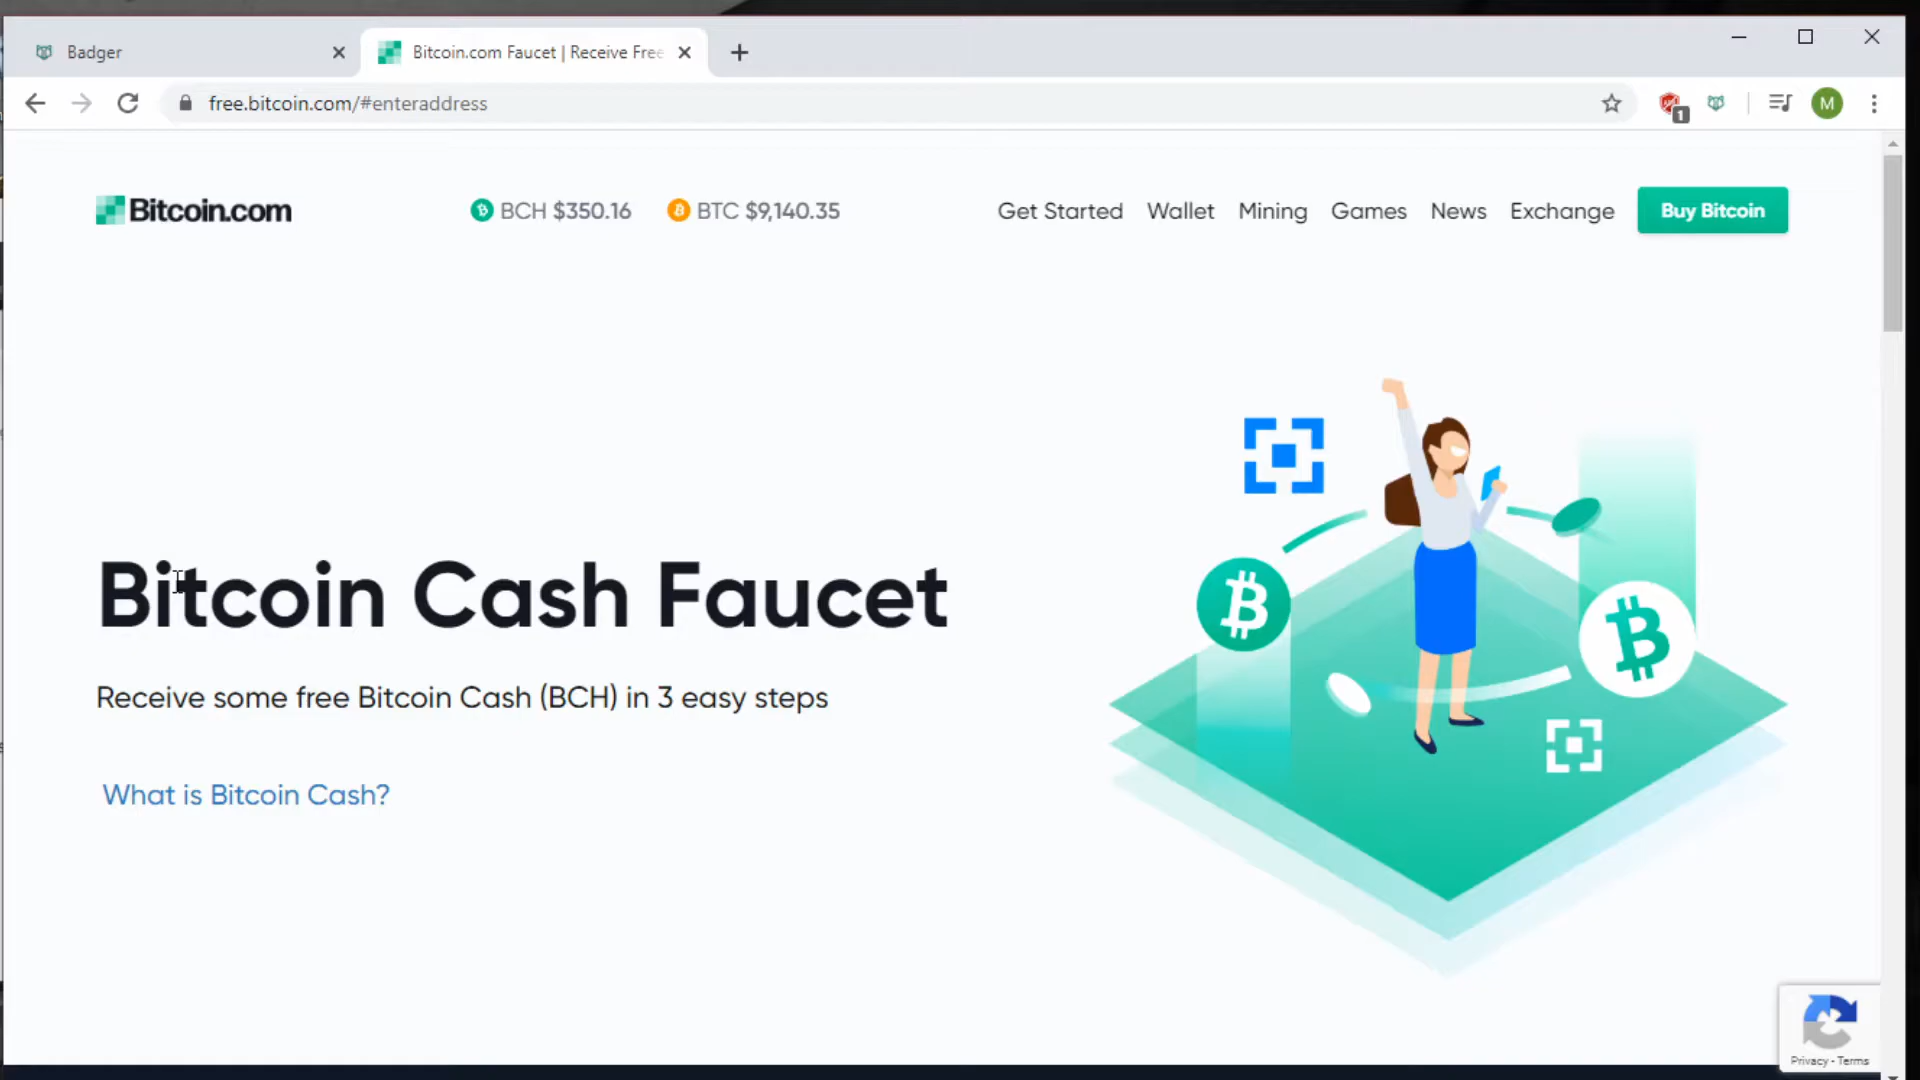 Badger
Bitcoin.com Faucet | Receive Free
free.bitcoin.com/#enteraddress
1
M
Bitcoin.com
BCH $350.16
BTC $9,140.35
Get Started
Wallet
Mining
Games
News
Exchange
Buy Bitcoin
Bitcoin Cash Faucet
Receive some free Bitcoin Cash (BCH) in 3 easy steps
What is Bitcoin Cash?
Privacy - Terms